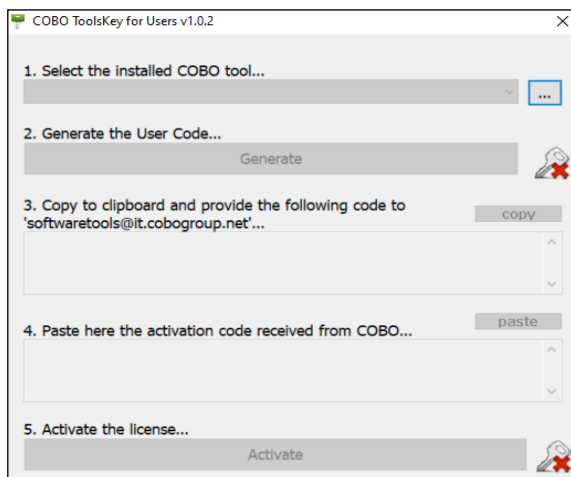 COBO ToolsKey for Users v1.0.2
1. Select the installed COBO tool...
...
2. Generate the User Code...
Generate
3. Copy to clipboard and provide the following code to
'softwaretools@it.cobogroup.net'...
copy
4. Paste here the activation code received from COBO...
paste
5. Activate the license...
Activate